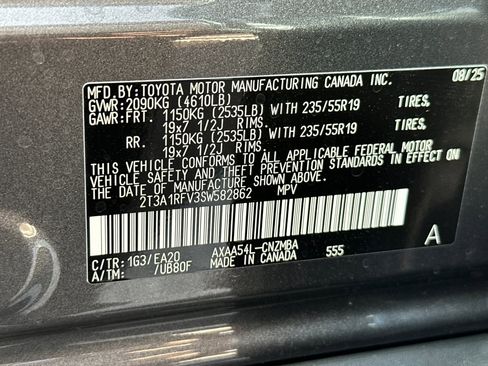 MFD.BY:TOYOTA MOTOR MANUFACTURING CANADA INC. 08/25
GVWR:2090KG (4610LB)
GAWR:FRT. 1150KG (2535LB) WITH 235/55R19 TIRES,
19x7 1/2J RIMS.
RR. 1150KG (2535LB) WITH 235/55R19 TIRES,
19x7 1/2J RIMS.
THIS VEHICLE CONFORMS TO ALL APPLICABLE FEDERAL MOTOR
VEHICLE SAFETY AND THEFT PREVENTION STANDARDS IN EFFECT ON
THE DATE OF MANUFACTURE SHOWN ABOVE.
2T3A1RFV3SW582862 MPV
C/TR: 1G3/EA20 AXAA54L-CNZMBA 555 A
A/TM: /UB80F MADE IN CANADA